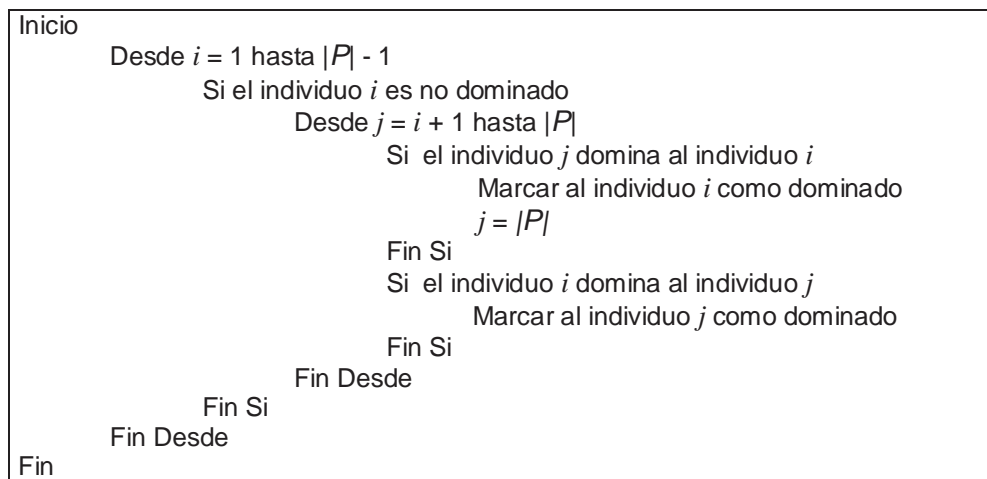 Inicio
Desde i = 1 hasta |P| - 1
Si el individuo i es no dominado
Desde j = i + 1 hasta |P|
Si el individuo j domina al individuo i
Marcar al individuo i como dominado
j = |P|
Fin Si
Si el individuo i domina al individuo j
Marcar al individuo j como dominado
Fin Si
Fin Desde
Fin Si
Fin Desde
Fin